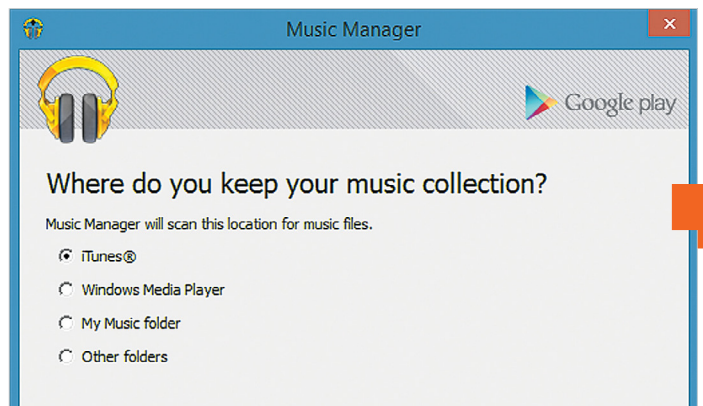 Music Manager
Google play
Where do you keep your music collection?
Music Manager will scan this location for music files.
iTunes®
Windows Media Player
My Music folder
Other folders